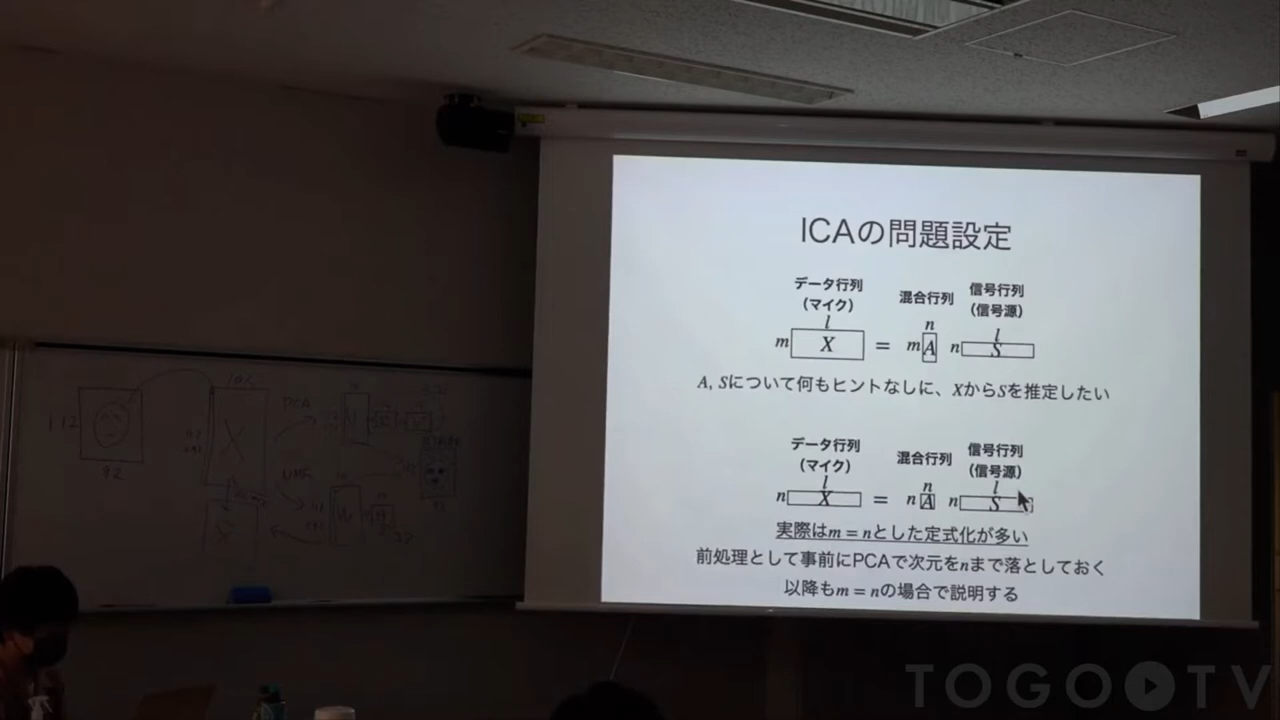 ICAの問題設定
データ行列 混合行列 信号行列
(マイク) (信号源)
l n l
m X = m A n S
A, Sについて何もヒントなしに、XからSを推定したい
データ行列 混合行列 信号行列
(マイク) (信号源)
l n l
n X = n A n S
実際はm = nとした定式化が多い
前処理として事前にPCAで次元をnまで落としておく
以降もm = nの場合で説明する
112
92
X
PCA
NMF
TOGOTV